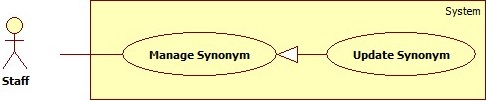 System
Manage Synonym
Update Synonym
Staff